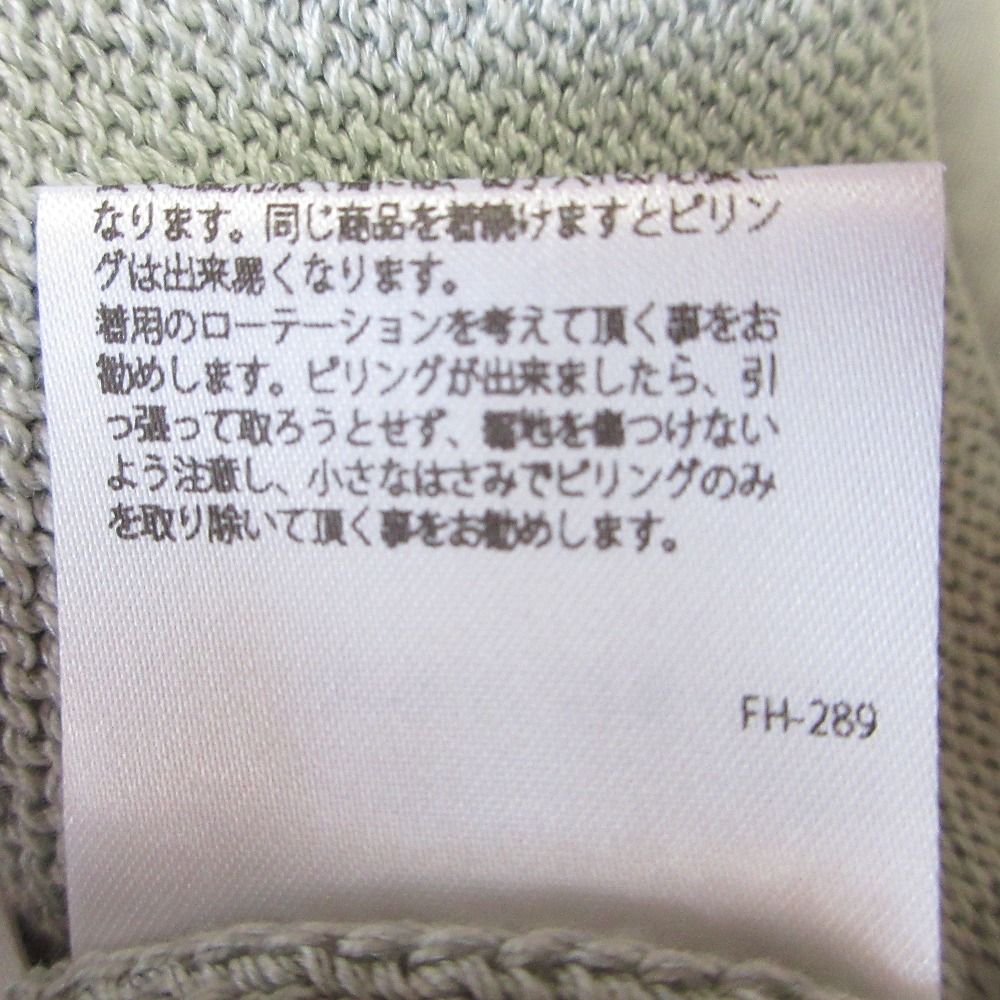 なります。同じ商品を着続けますとピリン
グは出来易くなります。
着用のローテーションを考えて頂く事をお
勧めします。ピリングが出来ましたら、引
っ張って取ろうとせず、着地を傷つけない
よう注意し、小さなはさみでピリングのみ
を取り除いて頂く事をお勧めします。
FH-289